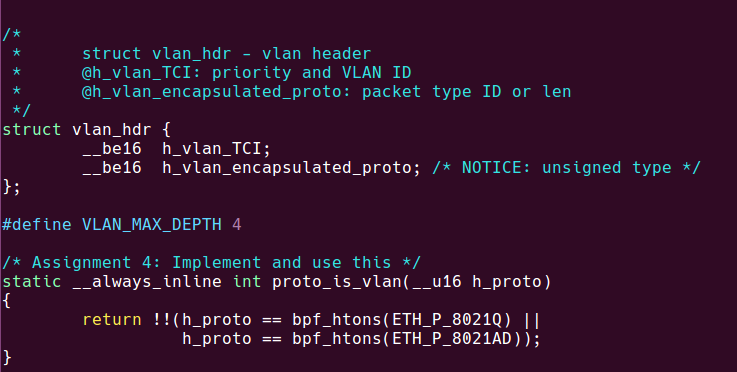 /*
 *      struct vlan_hdr - vlan header
 *      @h_vlan_TCI: priority and VLAN ID
 *      @h_vlan_encapsulated_proto: packet type ID or len
 */
struct vlan_hdr {
        __be16  h_vlan_TCI;
        __be16  h_vlan_encapsulated_proto; /* NOTICE: unsigned type */
};

#define VLAN_MAX_DEPTH 4

/* Assignment 4: Implement and use this */
static __always_inline int proto_is_vlan(__u16 h_proto)
{
        return !!(h_proto == bpf_htons(ETH_P_8021Q) ||
                  h_proto == bpf_htons(ETH_P_8021AD));
}